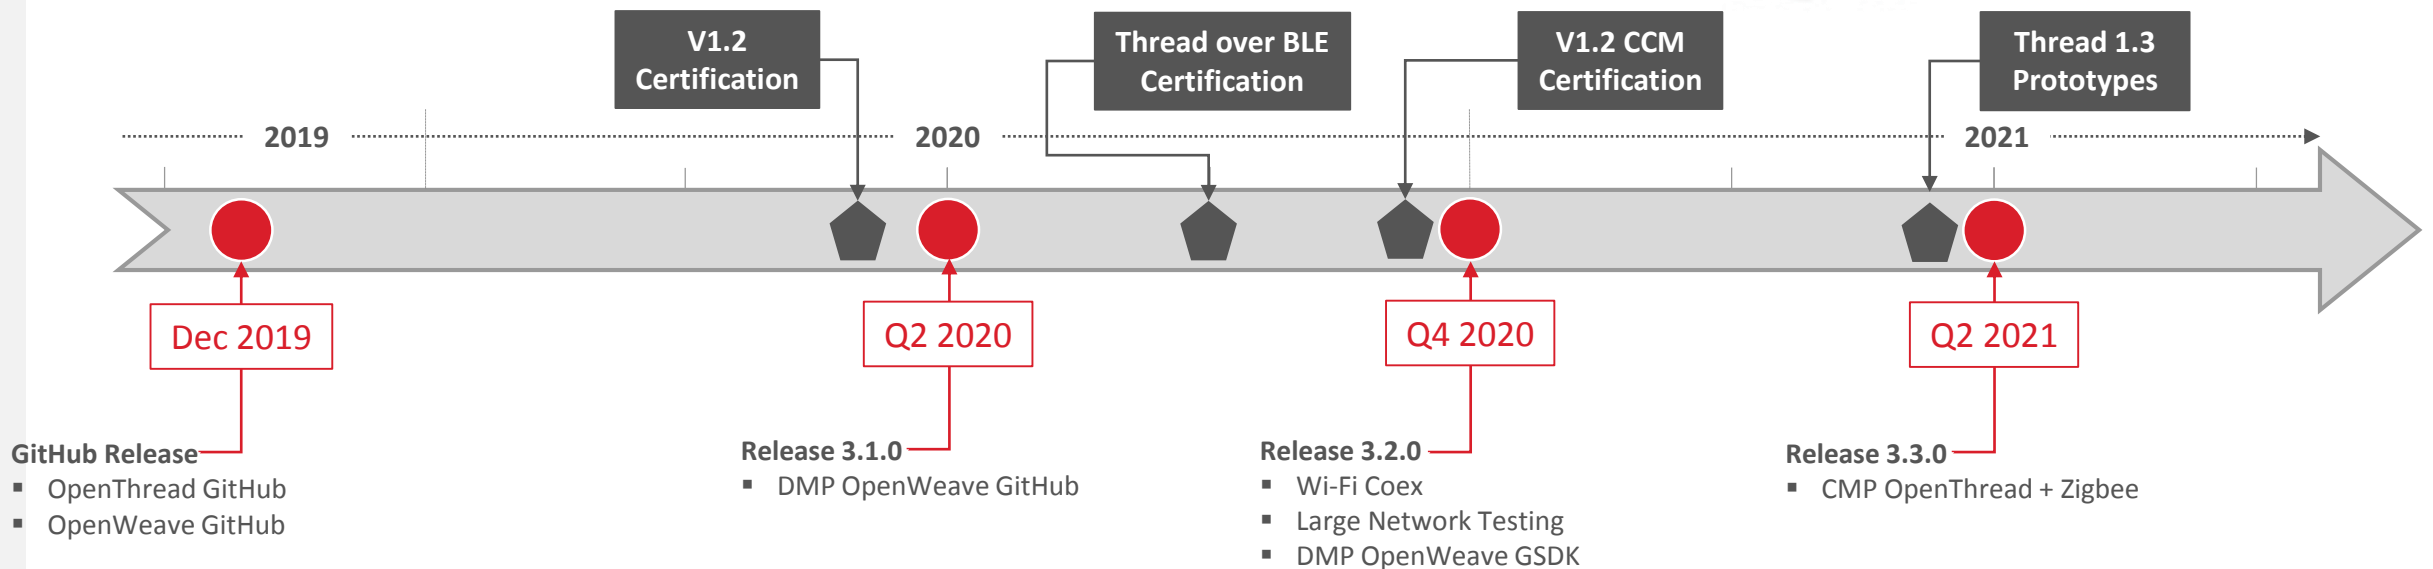 V1.2
Certification
Thread over BLE
Certification
V1.2 CCM
Certification
Thread 1.3
Prototypes
2019
2020
2021
Dec 2019
Q2 2020
Q4 2020
Q2 2021
GitHub Release
▪ OpenThread GitHub
▪ OpenWeave GitHub
Release 3.1.0
▪ DMP OpenWeave GitHub
Release 3.2.0
▪ Wi-Fi Coex
▪ Large Network Testing
▪ DMP OpenWeave GSDK
Release 3.3.0
▪ CMP OpenThread + Zigbee